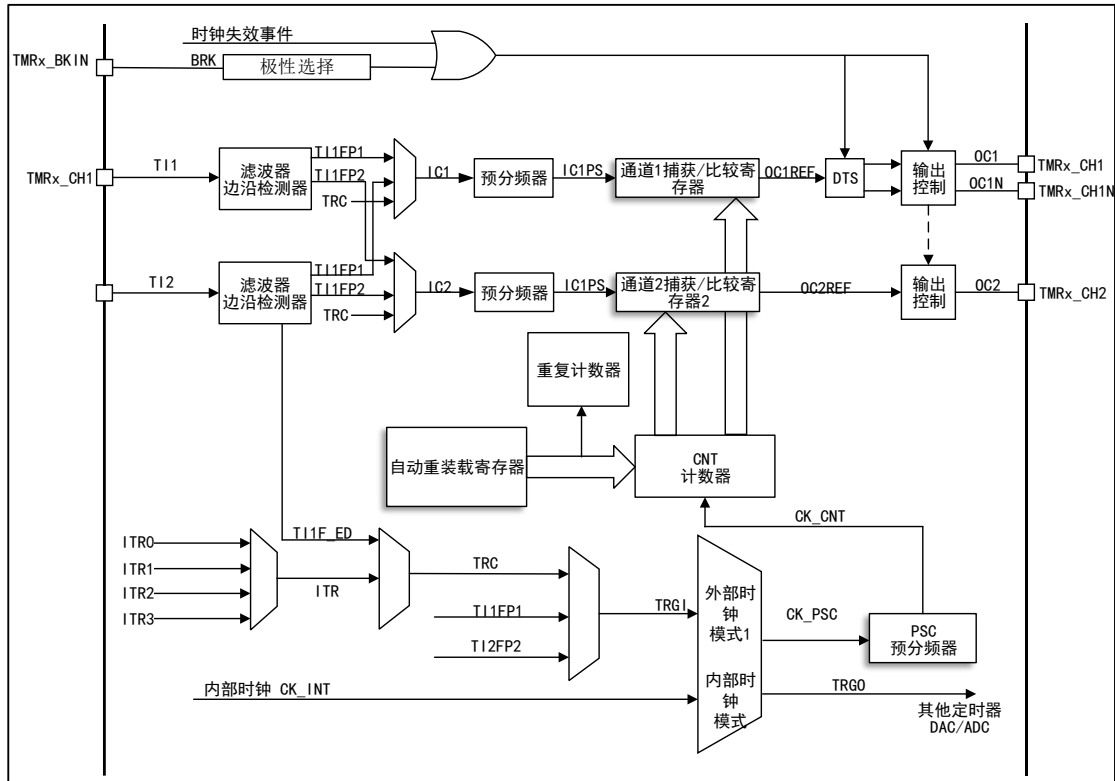 时钟失效事件
TMRx_BKIN
BRK
极性选择
TMRx_CH1
TI1
滤波器
边沿检测器
TI1FP1
TI1FP2
TRC
IC1
预分频器
IC1PS
通道1捕获/比较寄
存器
OC1REF
DTS
输出
控制
OC1
OC1N
TMRx_CH1
TMRx_CH1N
TI2
滤波器
边沿检测器
TI1FP1
TI1FP2
TRC
IC2
预分频器
IC1PS
通道2捕获/比较寄
存器2
OC2REF
输出
控制
OC2
TMRx_CH2
重复计数器
自动重装载寄存器
CNT
计数器
CK_CNT
TI1F_ED
ITR0
ITR1
ITR2
ITR3
ITR
TRC
TI1FP1
TI2FP2
TRGI
外部时
钟
模式1
内部时
钟
模式
CK_PSC
PSC
预分频器
内部时钟 CK_INT
TRGO
其他定时器
DAC/ADC